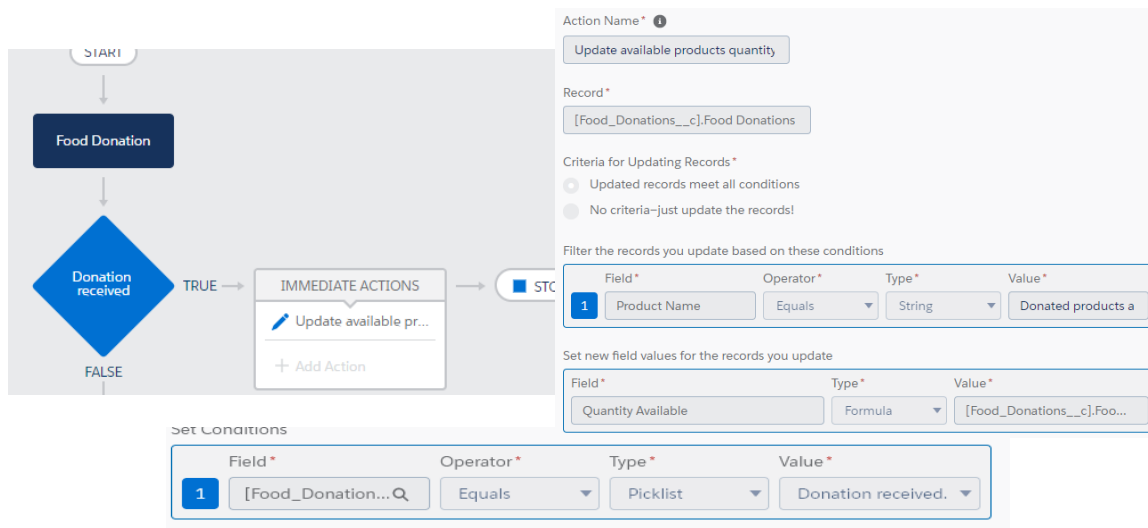 START
Food Donation
Donation
received
TRUE
IMMEDIATE ACTIONS
STO
Update available pr...
+ Add Action
FALSE
Action Name*
Update available products quantity
Record*
[Food_Donations__c].Food Donations
Criteria for Updating Records*
Updated records meet all conditions
No criteria—just update the records!
Filter the records you update based on these conditions
Field* Operator* Type* Value*
1 Product Name Equals String Donated products a
Set new field values for the records you update
Field* Type* Value*
Quantity Available Formula [Food_Donations__c].Foo...
Set Conditions
Field* Operator* Type* Value*
1 [Food_Donation... Equals Picklist Donation received.